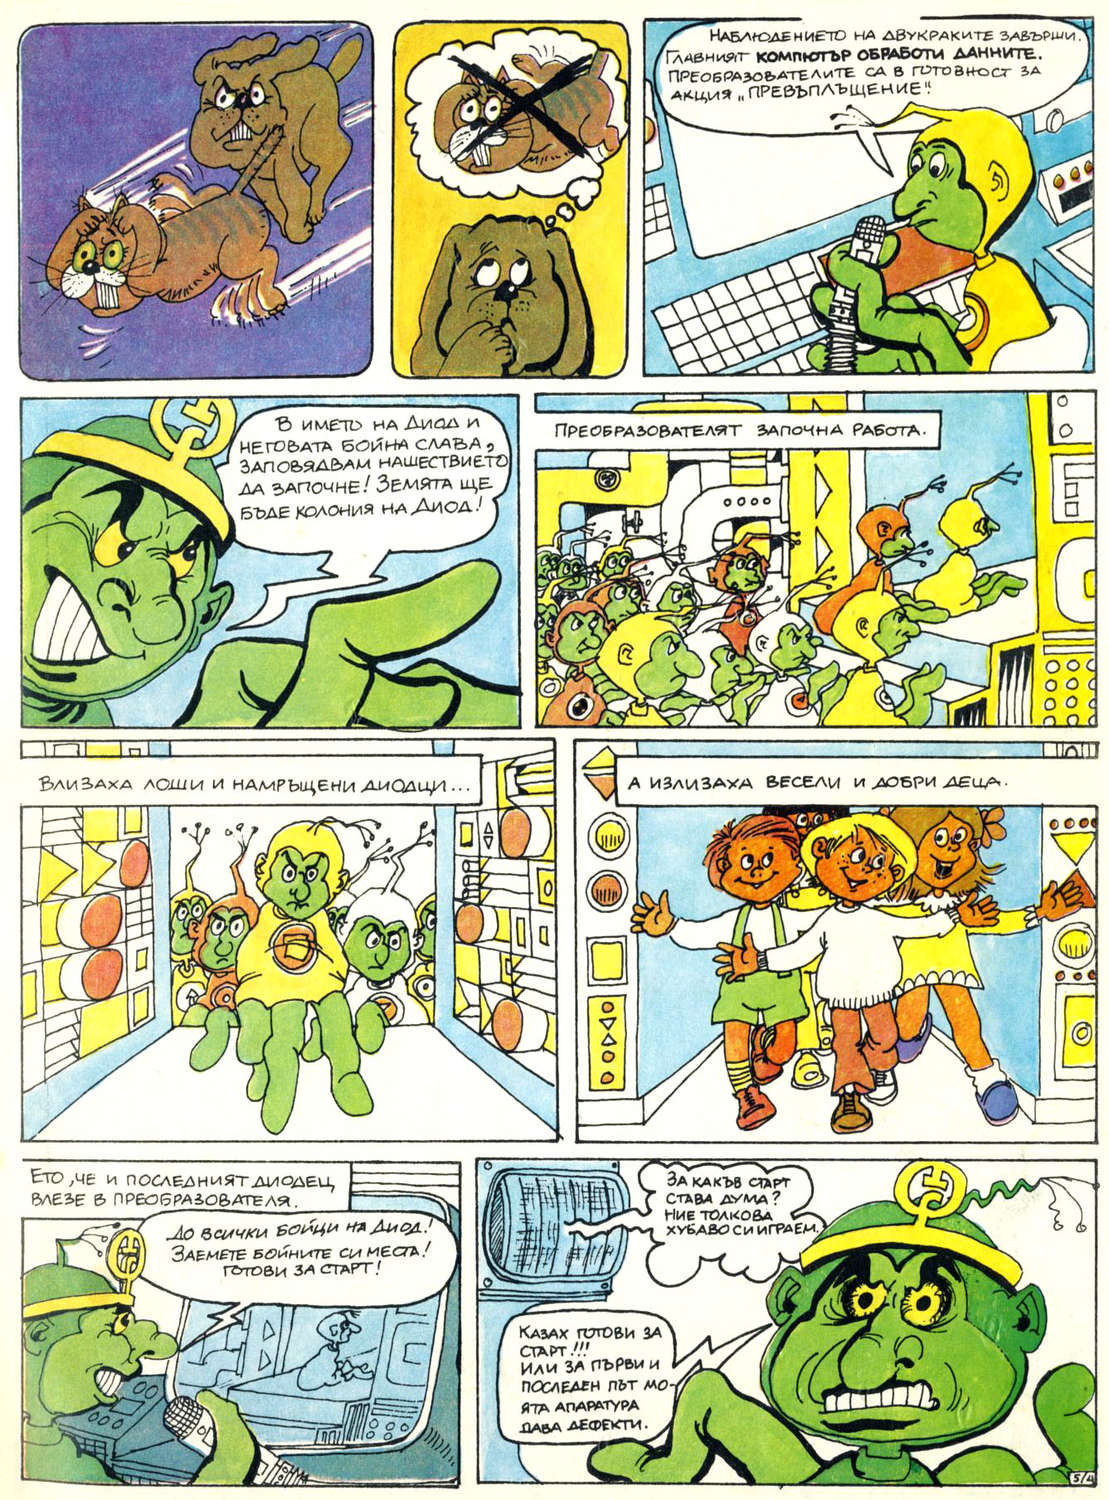 НАБЛЮДЕНИЕТО НА ДВУКРАКИТЕ ЗАВЪРШИ.
ГЛАВНИЯТ КОМПЮТЪР ОБРАБОТИ ДАННИТЕ.
ПРЕОБРАЗОВАТЕЛИТЕ СА В ГОТОВНОСТ ЗА
АКЦИЯ „ПРЕВЪПЛЪЩЕНИЕ".
В ИМЕТО НА ДИОД И
НЕГОВАТА БОЙНА СЛАВА,
ЗАПОВЯДВАМ НАШЕСТВИЕТО
ДА ЗАПОЧНЕ! ЗЕМЯТА ЩЕ
БЪДЕ КОЛОНИЯ НА ДИОД!
ПРЕОБРАЗОВАТЕЛЯТ ЗАПОЧНА РАБОТА.
ВЛИЗАХА ЛОШИ И НАМРЪЩЕНИ ДИОДЦИ...
А ИЗЛИЗАХА ВЕСЕЛИ И ДОБРИ ДЕЦА.
ЕТО, ЧЕ И ПОСЛЕДНИЯТ ДИОДЕЦ
ВЛЕЗЕ В ПРЕОБРАЗОВАТЕЛЯ.
ДО ВСИЧКИ БОЙЦИ НА ДИОД!
ЗАЕМЕТЕ БОЙНИТЕ СИ МЕСТА!
ГОТОВИ ЗА СТАРТ!
ЗА КАКЪВ СТАРТ
СТАВА ДУМА?
НИЕ ТОЛКОВА
ХУБАВО СИ ИГРАЕМ.
КАЗАХ ГОТОВИ ЗА
СТАРТ!!!
ИЛИ ЗА ПЪРВИ И
ПОСЛЕДЕН ПЪТ МО-
ЯТА АПАРАТУРА
ДАВА ДЕФЕКТИ.
5/4